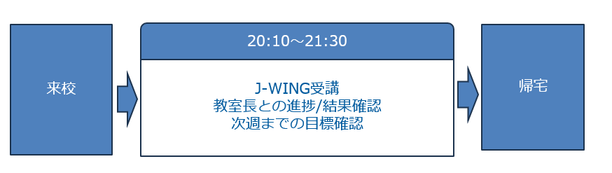 来校
20:10～21:30
J-WING受講
教室長との進捗/結果確認
次週までの目標確認
帰宅